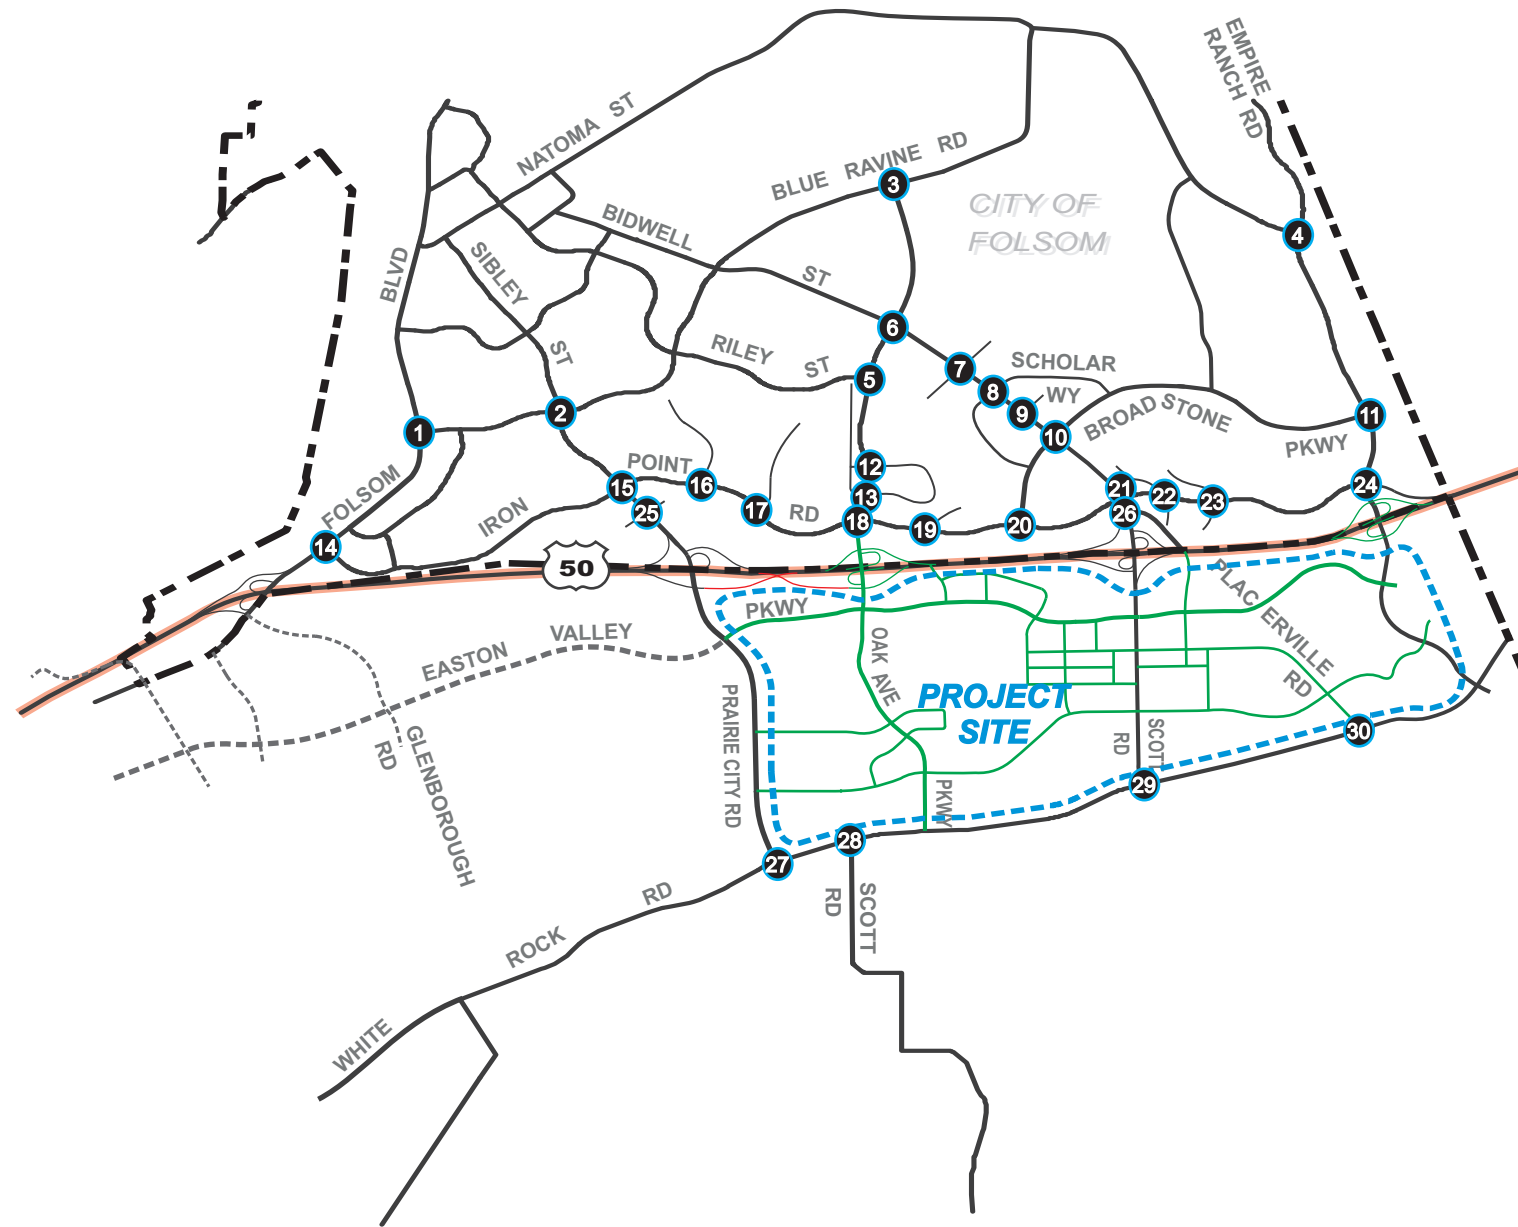 EMPIRE
RANCH RD
NATOMA ST
BLUE RAVINE RD
3
CITY OF
FOLSOM
4
BIDWELL
ST
SIBLEY
ST
BLVD
6
RILEY ST
5
7
SCHOLAR
WY
8
9
10
BROAD STONE
PKWY
11
1
2
FOLSOM
14
IRON
POINT
RD
15
16
25
17
12
13
18
19
20
21
22
23
26
24
50
PKWY
VALLEY
EASTON
OAK AVE
PKWY
PLAC ERVILLE
RD
PROJECT
SITE
PRAIRIE CITY RD
GLENBOROUGH
RD
SCOTT
RD
30
29
28
27
SCOTT
RD
RD
ROCK
WHITE